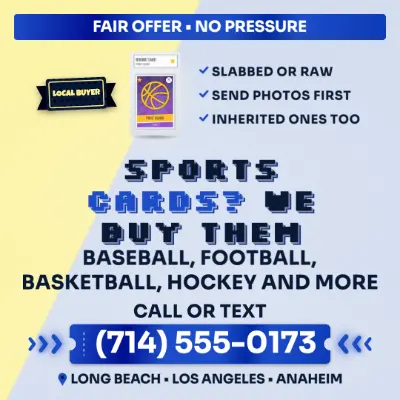 FAIR OFFER • NO PRESSURE
LOCAL BUYER
SLABBED OR RAW
SEND PHOTOS FIRST
INHERITED ONES TOO
SPORTS
CARDS? WE
BUY THEM
BASEBALL, FOOTBALL,
BASKETBALL, HOCKEY AND MORE
CALL OR TEXT
(714) 555-0173
LONG BEACH • LOS ANGELES • ANAHEIM